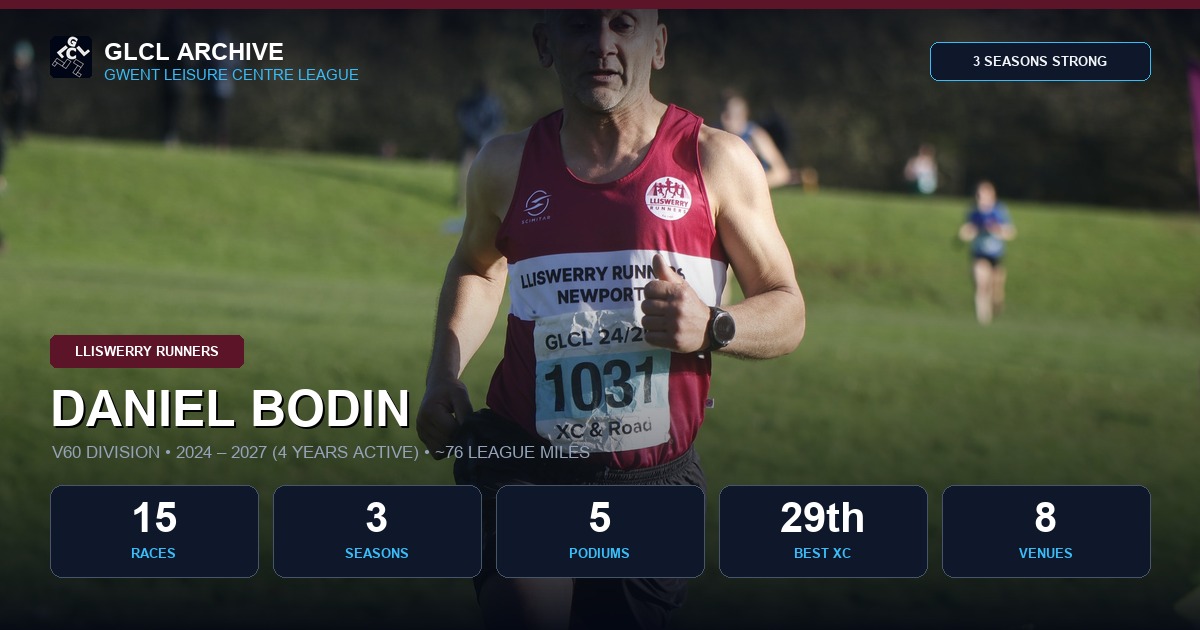 GLCL ARCHIVE
GWENT LEISURE CENTRE LEAGUE
3 SEASONS STRONG
SCIMITAR
LLISWERRY
RUNNERS
LLISWERRY RUNNERS
NEWPORT
GLCL 24/2
1031
XC & Road
LLISWERRY RUNNERS
DANIEL BODIN
V60 DIVISION • 2024 – 2027 (4 YEARS ACTIVE) • ~76 LEAGUE MILES
15
RACES
3
SEASONS
5
PODIUMS
29th
BEST XC
8
VENUES